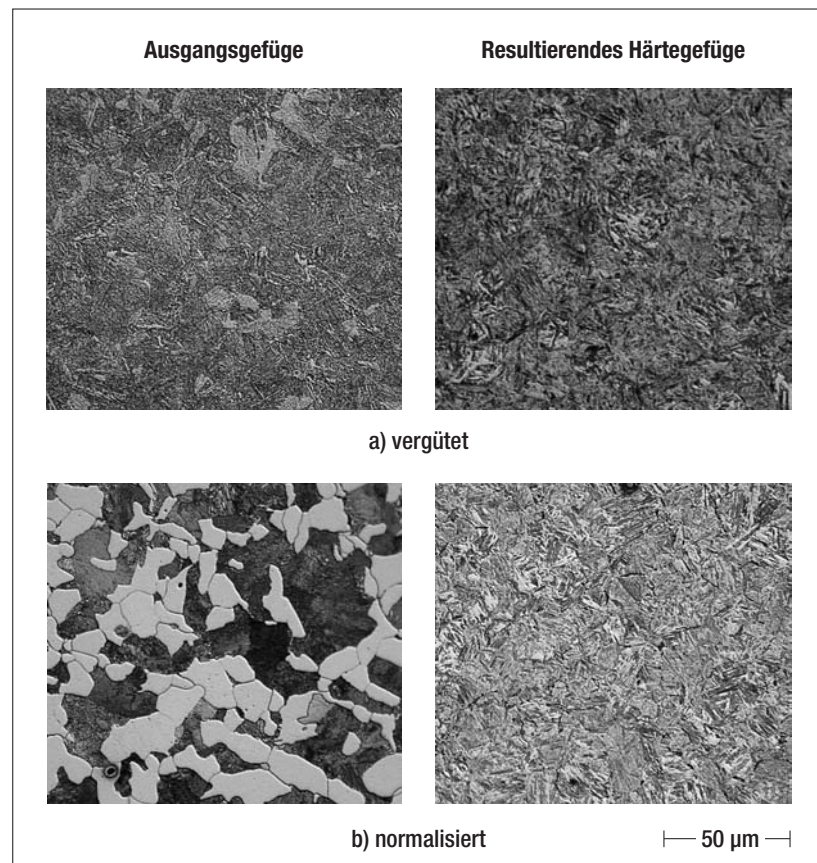 Ausgangsgefüge
Resultierendes Härtegefüge
a) vergütet
b) normalisiert
50 µm